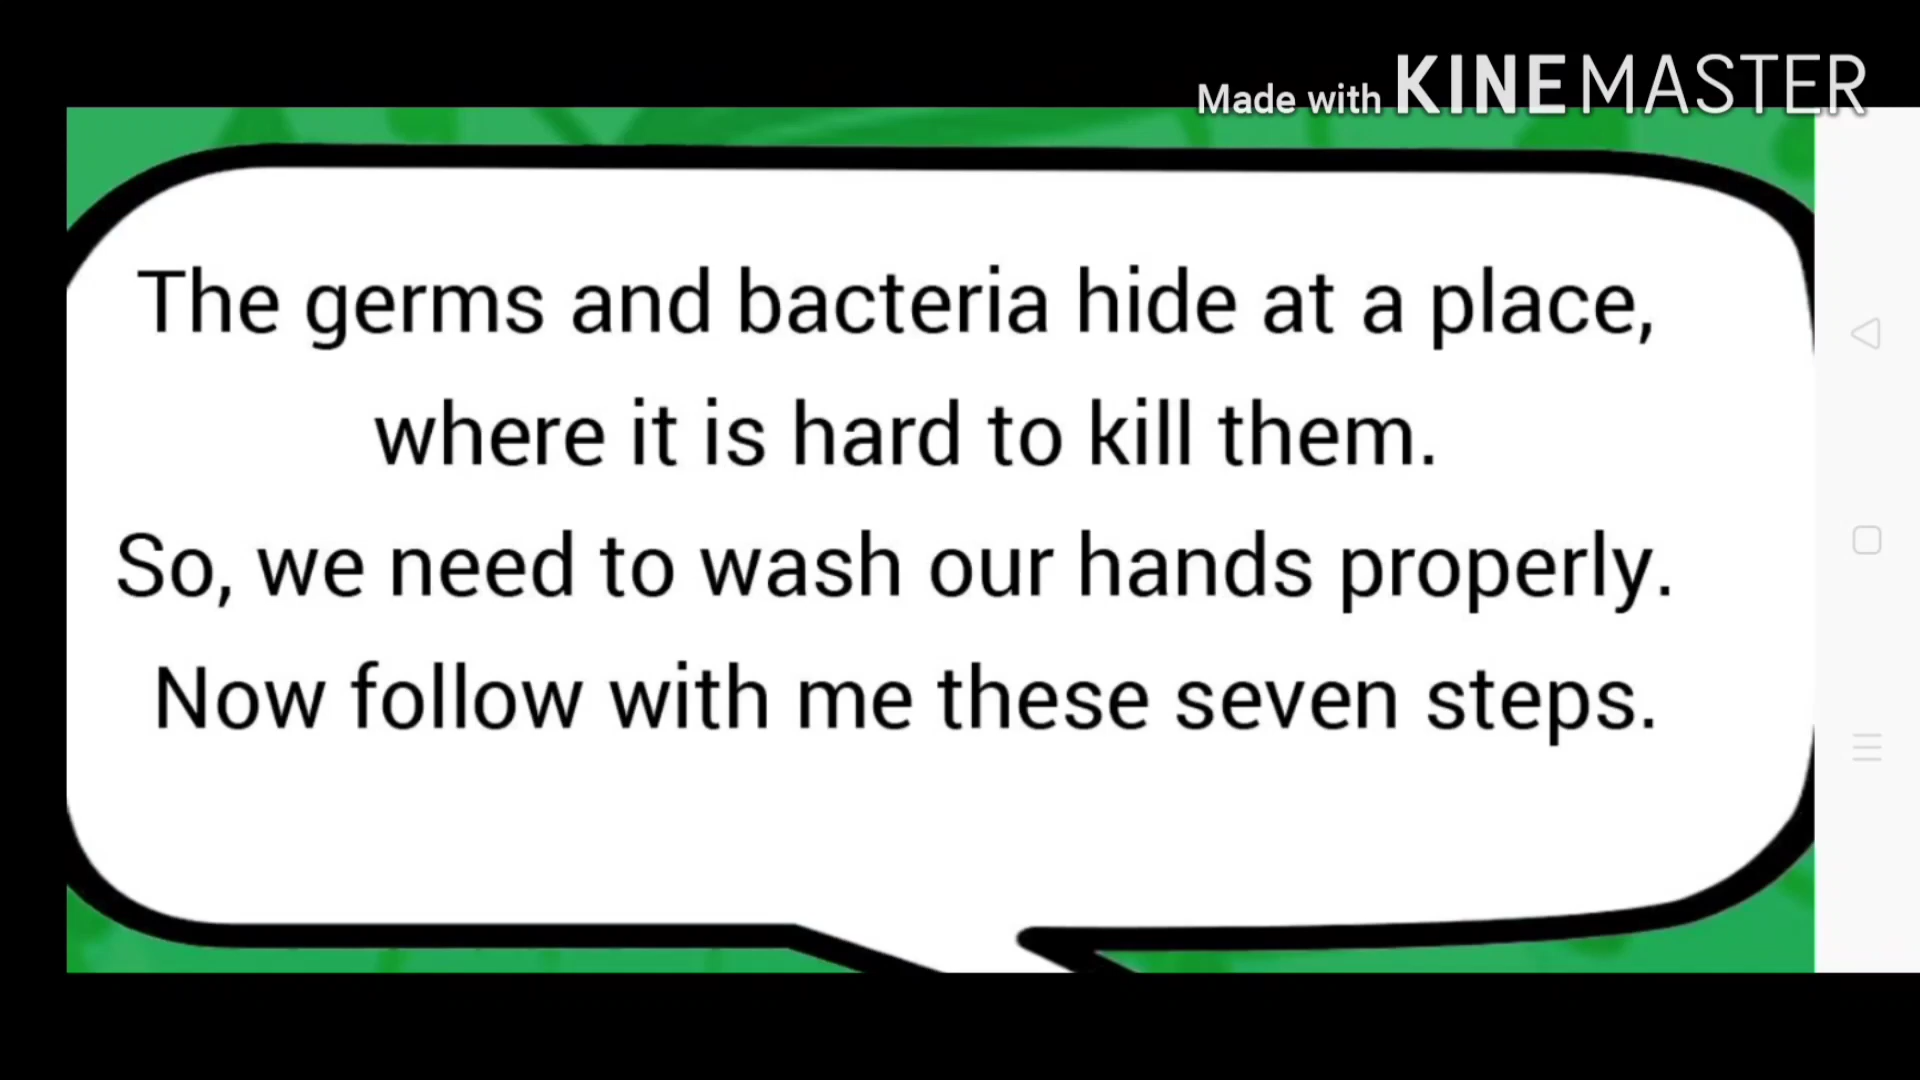 Made with KINEMASTER
The germs and bacteria hide at a place,
where it is hard to kill them.
So, we need to wash our hands properly.
Now follow with me these seven steps.